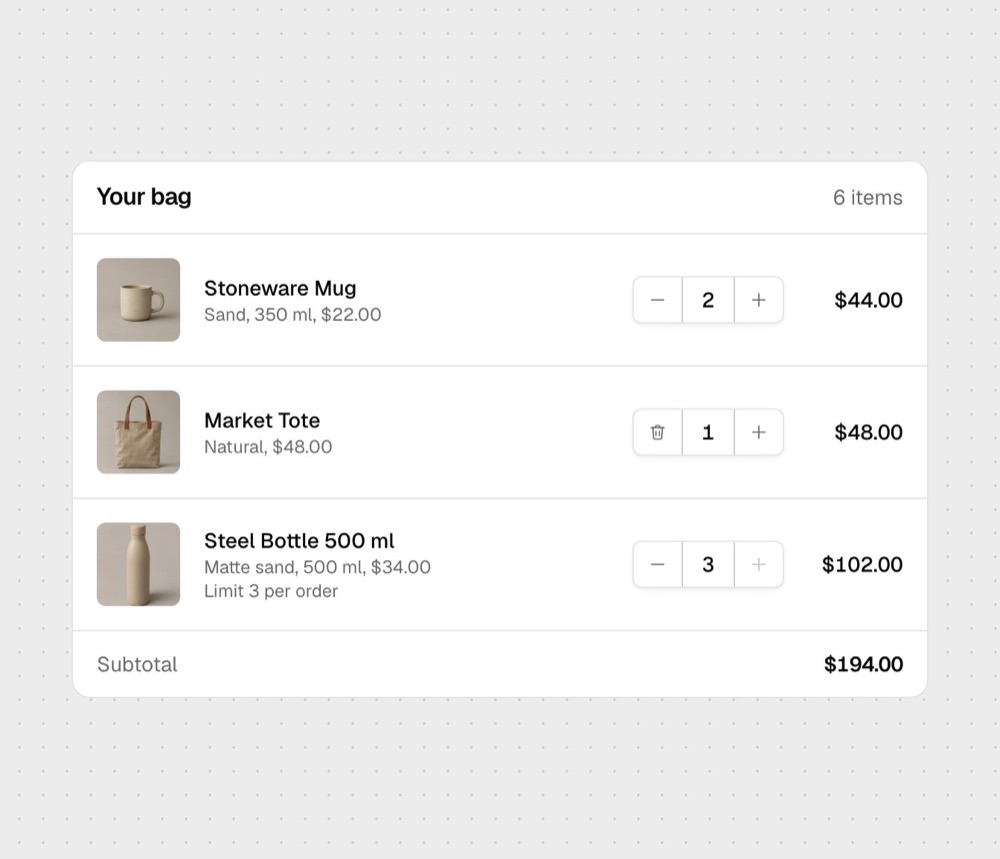 Your bag
6 items
Stoneware Mug
Sand, 350 ml, $22.00
2
$44.00
Market Tote
Natural, $48.00
1
$48.00
Steel Bottle 500 ml
Matte sand, 500 ml, $34.00
Limit 3 per order
3
$102.00
Subtotal
$194.00